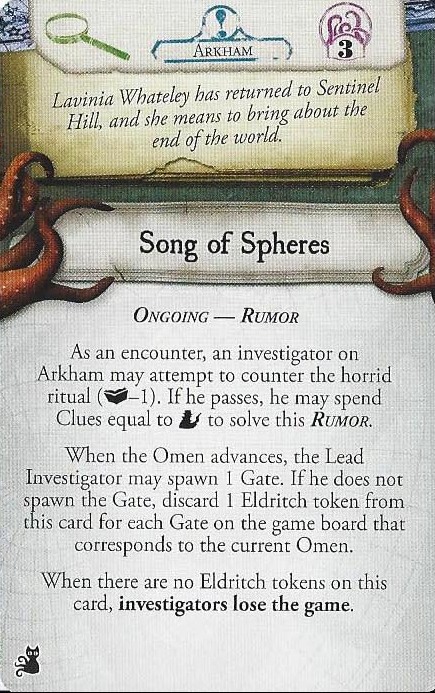 ARKHAM
3
Lavinia Whateley has returned to Sentinel
Hill, and she means to bring about the
end of the world.
Song of Spheres
ONGOING — RUMOR
As an encounter, an investigator on
Arkham may attempt to counter the horrid
ritual ( –1). If he passes, he may spend
Clues equal to to solve this RUMOR.
When the Omen advances, the Lead
Investigator may spawn 1 Gate. If he does not
spawn the Gate, discard 1 Eldritch token from
this card for each Gate on the game board that
corresponds to the current Omen.
When there are no Eldritch tokens on this
card, investigators lose the game.